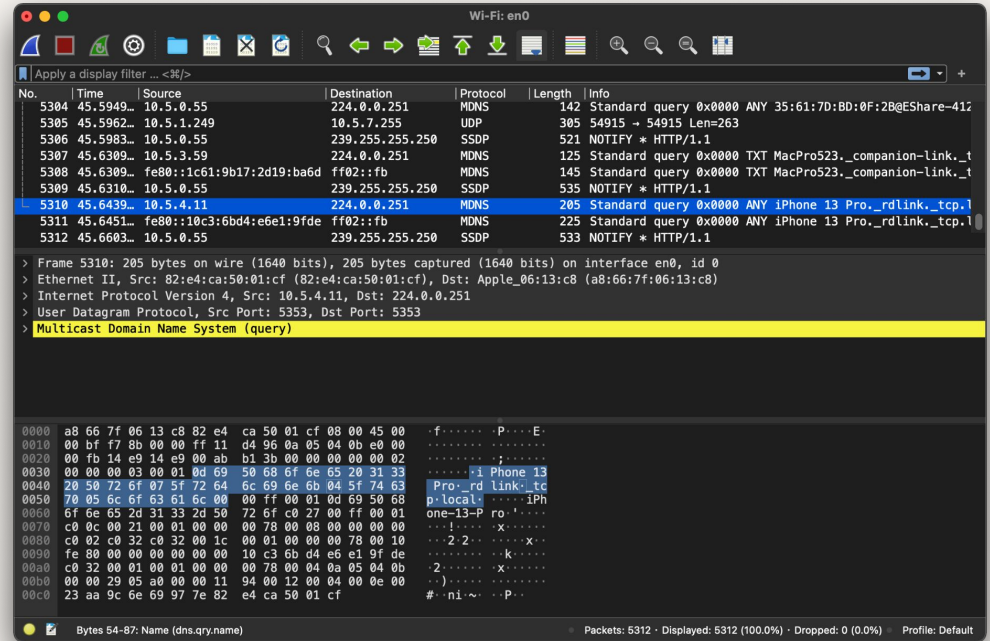 Wi-Fi: en0
Apply a display filter … <⌘/>
No. Time Source Destination Protocol Length Info
5304 45.5949… 10.5.0.55 224.0.0.251 MDNS 142 Standard query 0x0000 ANY 35:61:7D:BD:0F:2B@EShare-412
5305 45.5962… 10.5.1.249 10.5.7.255 UDP 305 54915 → 54915 Len=263
5306 45.5983… 10.5.0.55 239.255.255.250 SSDP 521 NOTIFY * HTTP/1.1
5307 45.6309… 10.5.3.59 224.0.0.251 MDNS 125 Standard query 0x0000 TXT MacPro523._companion-link._t
5308 45.6309… fe80::1c61:9b17:2d19:ba6d ff02::fb MDNS 145 Standard query 0x0000 TXT MacPro523._companion-link._t
5309 45.6310… 10.5.0.55 239.255.255.250 SSDP 535 NOTIFY * HTTP/1.1
5310 45.6439… 10.5.4.11 224.0.0.251 MDNS 205 Standard query 0x0000 ANY iPhone 13 Pro._rdlink._tcp.l
5311 45.6451… fe80::10c3:6bd4:e6e1:9fde ff02::fb MDNS 225 Standard query 0x0000 ANY iPhone 13 Pro._rdlink._tcp.l
5312 45.6603… 10.5.0.55 239.255.255.250 SSDP 533 NOTIFY * HTTP/1.1
> Frame 5310: 205 bytes on wire (1640 bits), 205 bytes captured (1640 bits) on interface en0, id 0
> Ethernet II, Src: 82:e4:ca:50:01:cf (82:e4:ca:50:01:cf), Dst: Apple_06:13:c8 (a8:66:7f:06:13:c8)
> Internet Protocol Version 4, Src: 10.5.4.11, Dst: 224.0.0.251
> User Datagram Protocol, Src Port: 5353, Dst Port: 5353
> Multicast Domain Name System (query)
0000 a8 66 7f 06 13 c8 82 e4 ca 50 01 cf 08 00 45 00 ·f······ ·P····E·
0010 00 bf f7 8b 00 00 ff 11 d4 96 0a 05 04 0b e0 00 ········ ········
0020 00 fb 14 e9 14 e9 00 ab b1 3b 00 00 00 00 00 02 ········ ·;······
0030 00 00 00 03 00 01 0d 69 50 68 6f 6e 65 20 31 33 ·······i Phone 13
0040 20 50 72 6f 07 5f 72 64 6c 69 6e 6b 04 5f 74 63 Pro·_rd link·_tc
0050 70 05 6c 6f 63 61 6c 00 00 ff 00 01 0d 69 50 68 p·local· ·····iPh
0060 6f 6e 65 2d 31 33 2d 50 72 6f c0 27 00 ff 00 01 one-13-P ro·'····
0070 c0 0c 00 21 00 01 00 00 00 78 00 08 00 00 00 00 ···!···· ·x······
0080 c0 02 c0 32 c0 32 00 1c 00 01 00 00 00 78 00 10 ···2·2·· ·····x··
0090 fe 80 00 00 00 00 00 00 10 c3 6b d4 e6 e1 9f de ········ ··k·····
00a0 c0 32 00 01 00 01 00 00 00 78 00 04 0a 05 04 0b ·2······ ·x······
00b0 00 00 29 05 a0 00 00 11 94 00 12 00 04 00 0e 00 ··)····· ········
00c0 23 aa 9c 6e 69 97 7e 82 e4 ca 50 01 cf #··ni·~· ··P··
Bytes 54-87: Name (dns.qry.name)
Packets: 5312 · Displayed: 5312 (100.0%) · Dropped: 0 (0.0%)
Profile: Default